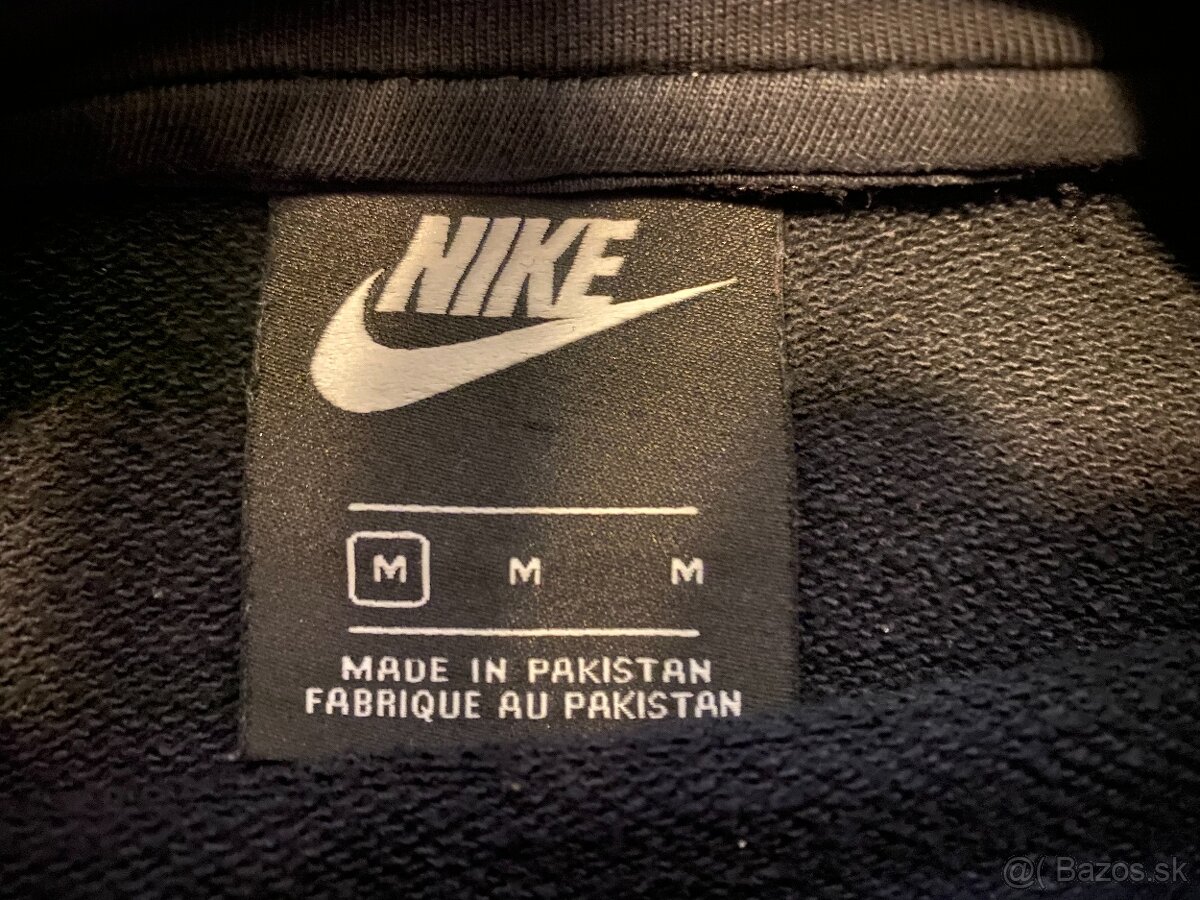 NIKE
M M M
MADE IN PAKISTAN
FABRIQUE AU PAKISTAN
@( Bazos.sk